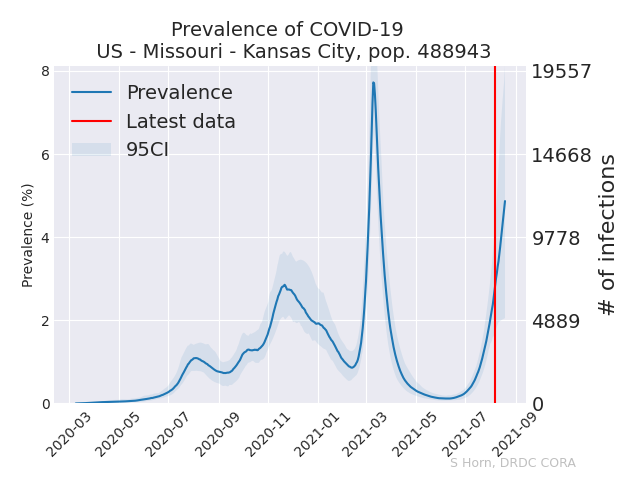 Prevalence of COVID-19
US - Missouri - Kansas City, pop. 488943
Prevalence
Latest data
95CI
Prevalence (%)
8
6
4
2
0
19557
14668
9778
4889
0
# of infections
2020-03
2020-05
2020-07
2020-09
2020-11
2021-01
2021-03
2021-05
2021-07
2021-09
S Horn, DRDC CORA